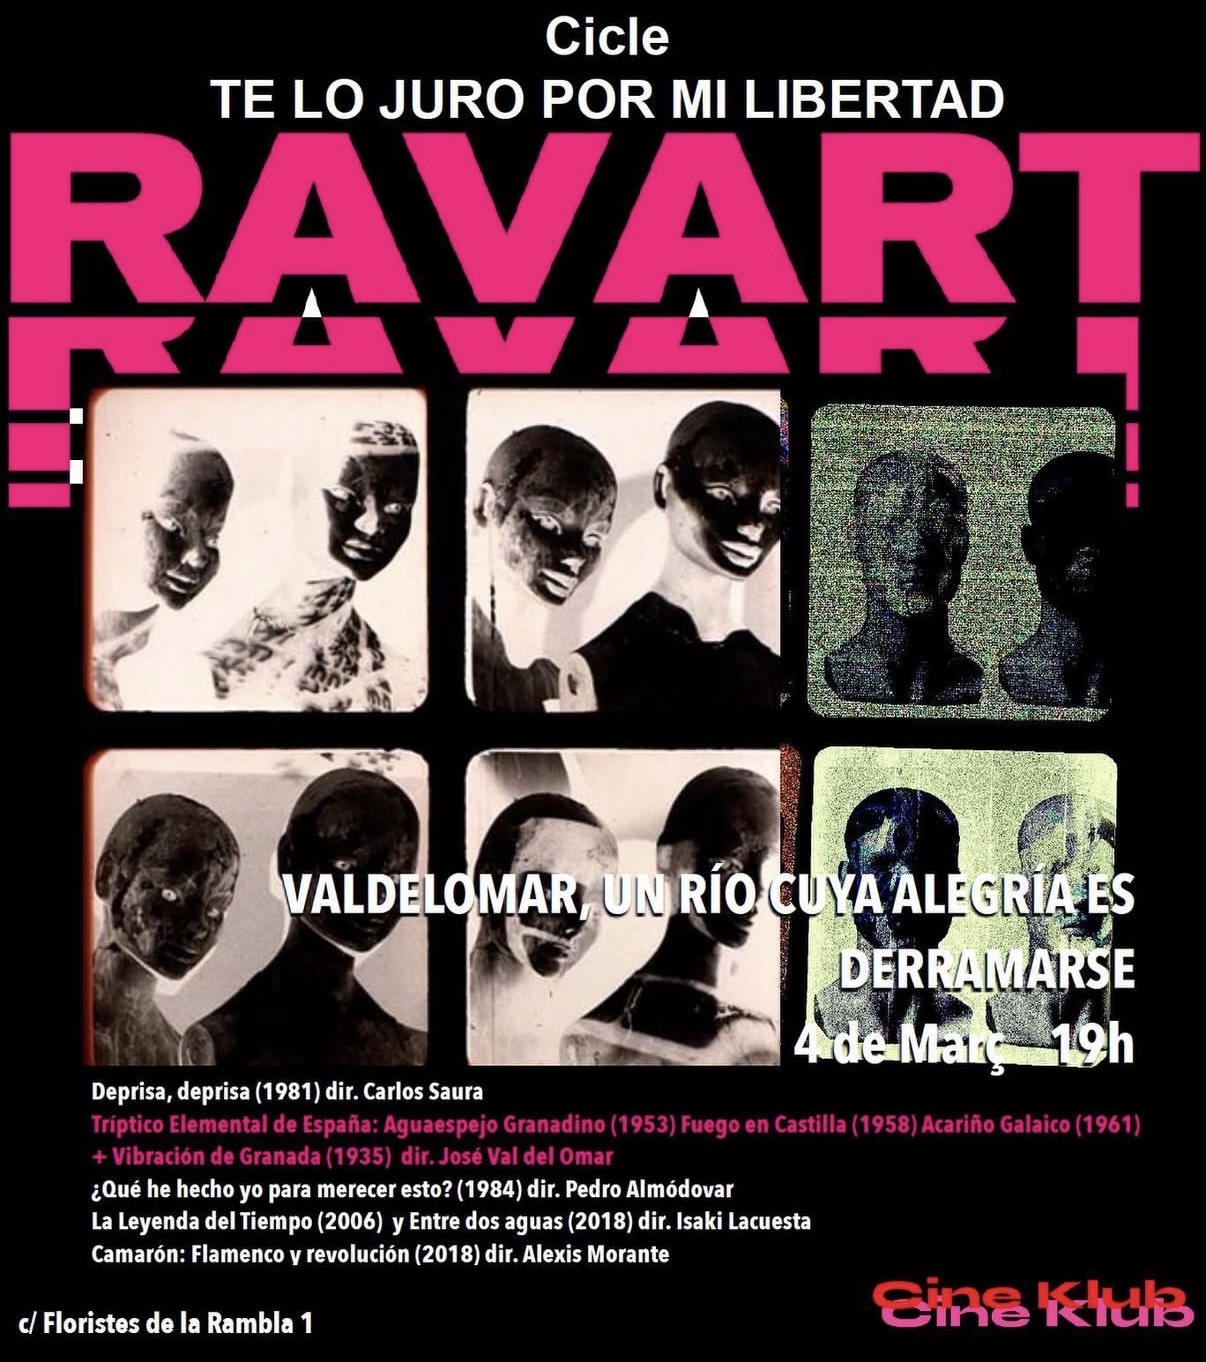 Cicle
TE LO JURO POR MI LIBERTAD
RAVART
RAVART
VALDELOMAR, UN RÍO CUYA ALEGRÍA ES
DERRAMARSE
4 de Març 19h
Deprisa, deprisa (1981) dir. Carlos Saura
Tríptico Elemental de España: Aguaespejo Granadino (1953) Fuego en Castilla (1958) Acariño Galaico (1961)
+ Vibración de Granada (1935) dir. José Val del Omar
¿Qué he hecho yo para merecer esto? (1984) dir. Pedro Almódovar
La Leyenda del Tiempo (2006) y Entre dos aguas (2018) dir. Isaki Lacuesta
Camarón: Flamenco y revolución (2018) dir. Alexis Morante
c/ Floristes de la Rambla 1
Cine Klub
Cine Klub